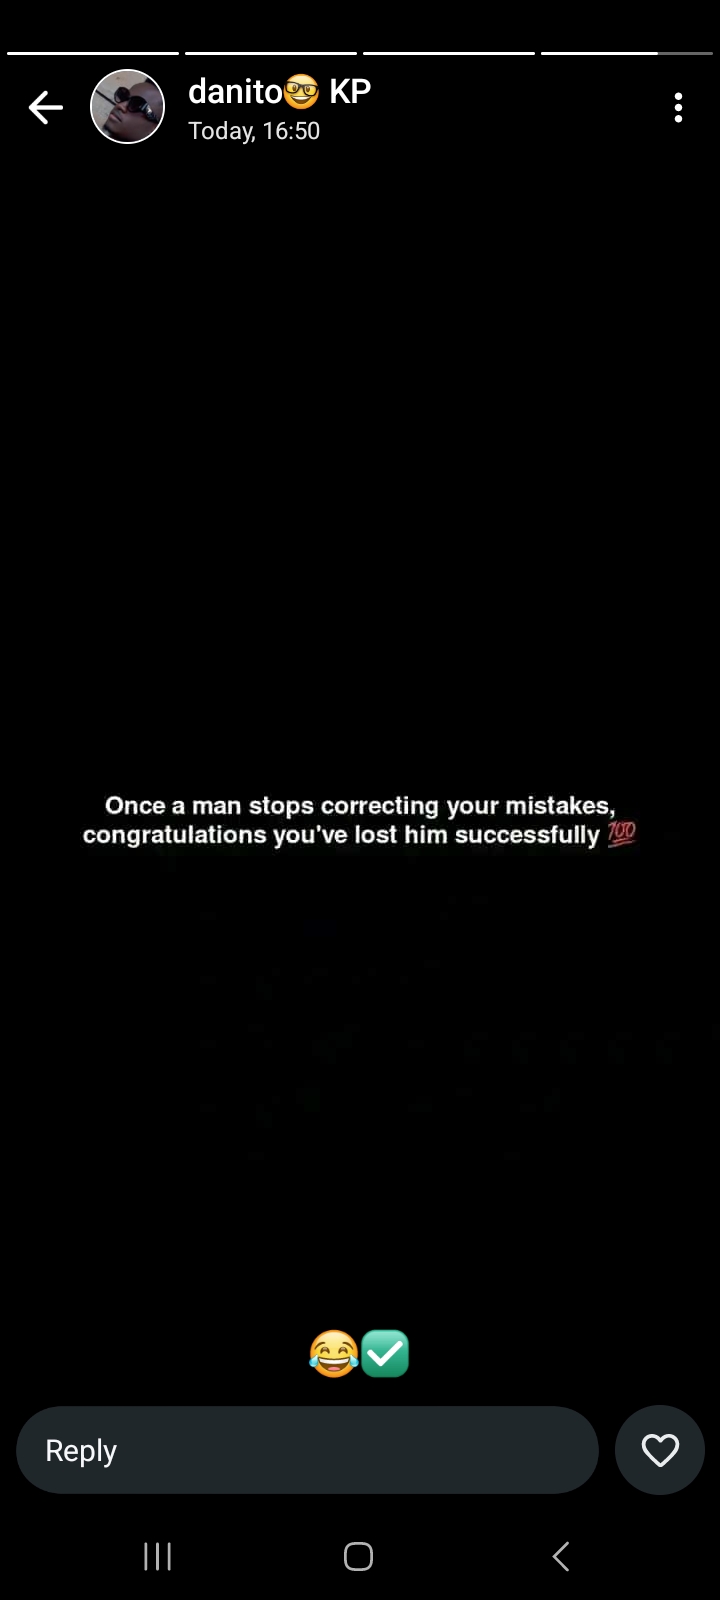 danito🤓 KP
Today, 16:50
Once a man stops correcting your mistakes,
congratulations you've lost him successfully 💯
😂✅
Reply